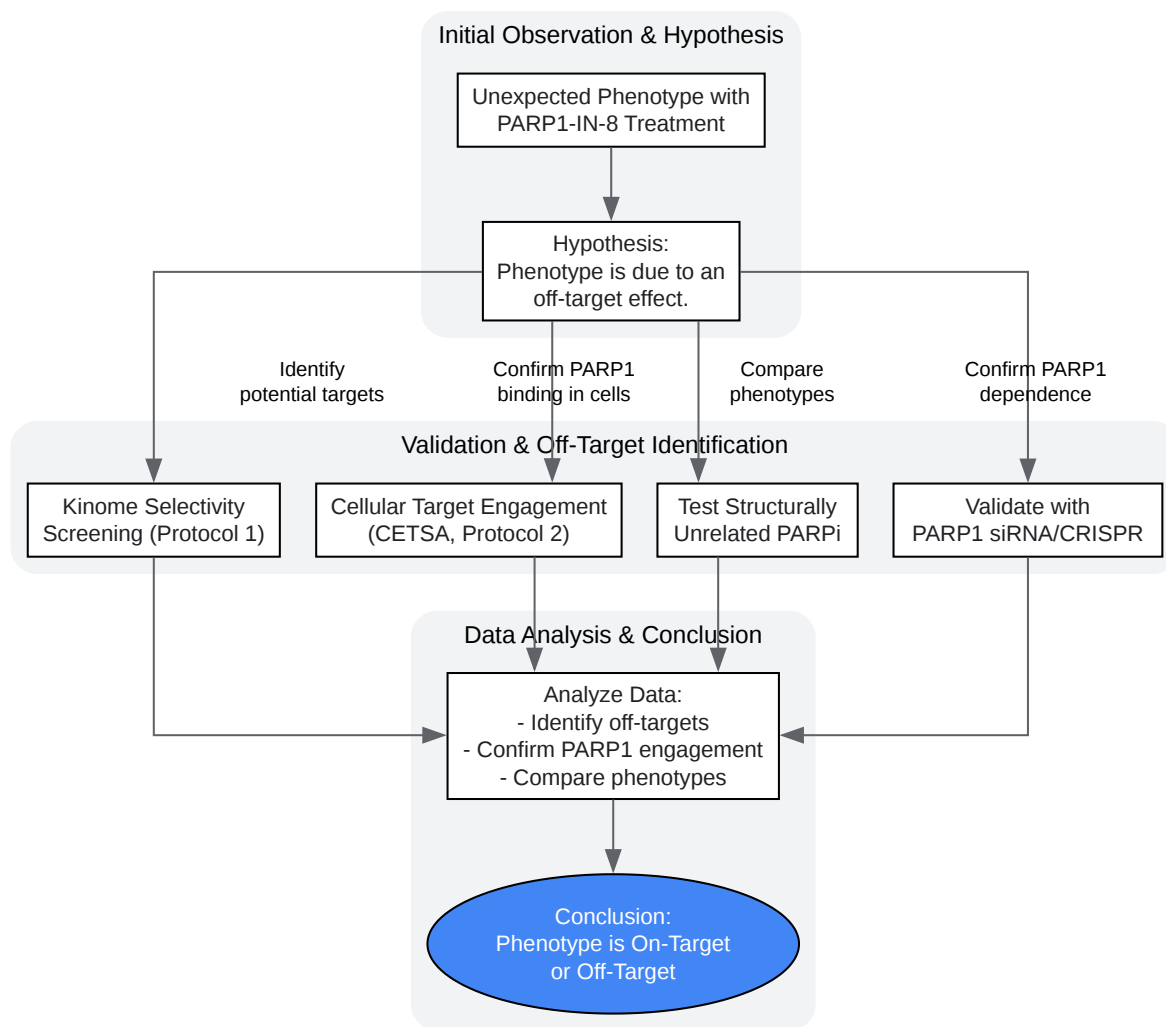 Initial Observation & Hypothesis
Unexpected Phenotype with
PARP1-IN-8 Treatment
Hypothesis:
Phenotype is due to an
off-target effect.
Identify
potential targets
Confirm PARP1
binding in cells
Compare
phenotypes
Confirm PARP1
dependence
Validation & Off-Target Identification
Kinome Selectivity
Screening (Protocol 1)
Cellular Target Engagement
(CETSA, Protocol 2)
Test Structurally
Unrelated PARPi
Validate with
PARP1 siRNA/CRISPR
Data Analysis & Conclusion
Analyze Data:
- Identify off-targets
- Confirm PARP1 engagement
- Compare phenotypes
Conclusion:
Phenotype is On-Target
or Off-Target